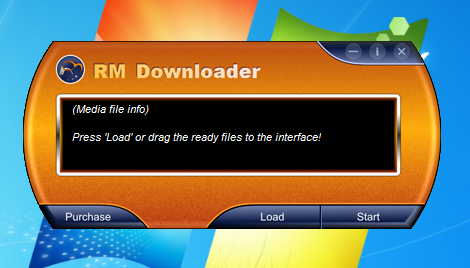 RM Downloader
(Media file info)
Press 'Load' or drag the ready files to the interface!
Purchase
Load
Start